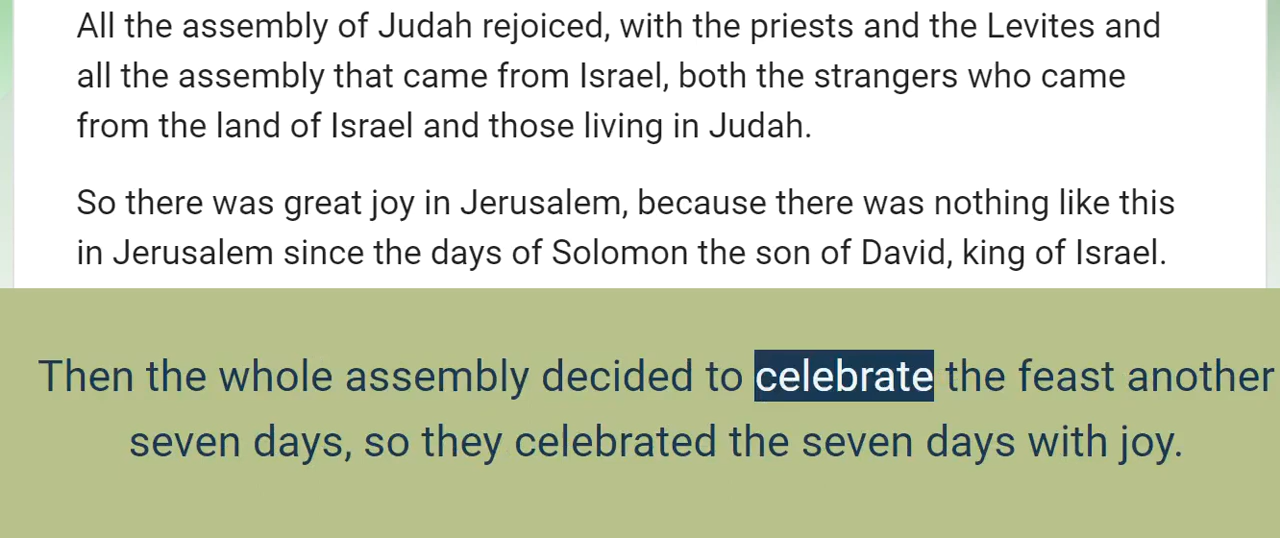 All the assembly of Judah rejoiced, with the priests and the Levites and
all the assembly that came from Israel, both the strangers who came
from the land of Israel and those living in Judah.
So there was great joy in Jerusalem, because there was nothing like this
in Jerusalem since the days of Solomon the son of David, king of Israel.
Then the whole assembly decided to celebrate the feast another
seven days, so they celebrated the seven days with joy.